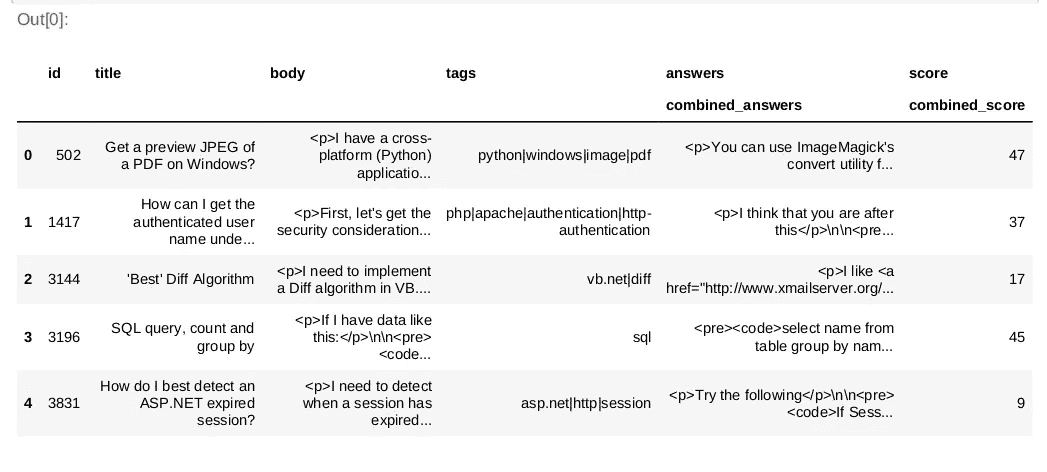 Out[0]:
id title body tags answers score
combined_answers combined_score
0 502 Get a preview JPEG of a PDF on Windows? <p>I have a cross-platform (Python) applicatio... python|windows|image|pdf <p>You can use ImageMagick's convert utility f... 47
1 1417 How can I get the authenticated user name unde... <p>First, let's get the security consideration... php|apache|authentication|http-authentication <p>I think that you are after this</p>\n\n<pre... 37
2 3144 'Best' Diff Algorithm <p>I need to implement a Diff algorithm in VB.... vb.net|diff <p>I like <a href="http://www.xmailserver.org/... 17
3 3196 SQL query, count and group by <p>If I have data like this:</p>\n\n<pre><code... sql <pre><code>select name from table group by nam... 45
4 3831 How do I best detect an ASP.NET expired session? <p>I need to detect when a session has expired... asp.net|http|session <p>Try the following</p>\n\n<pre><code>If Sess... 9